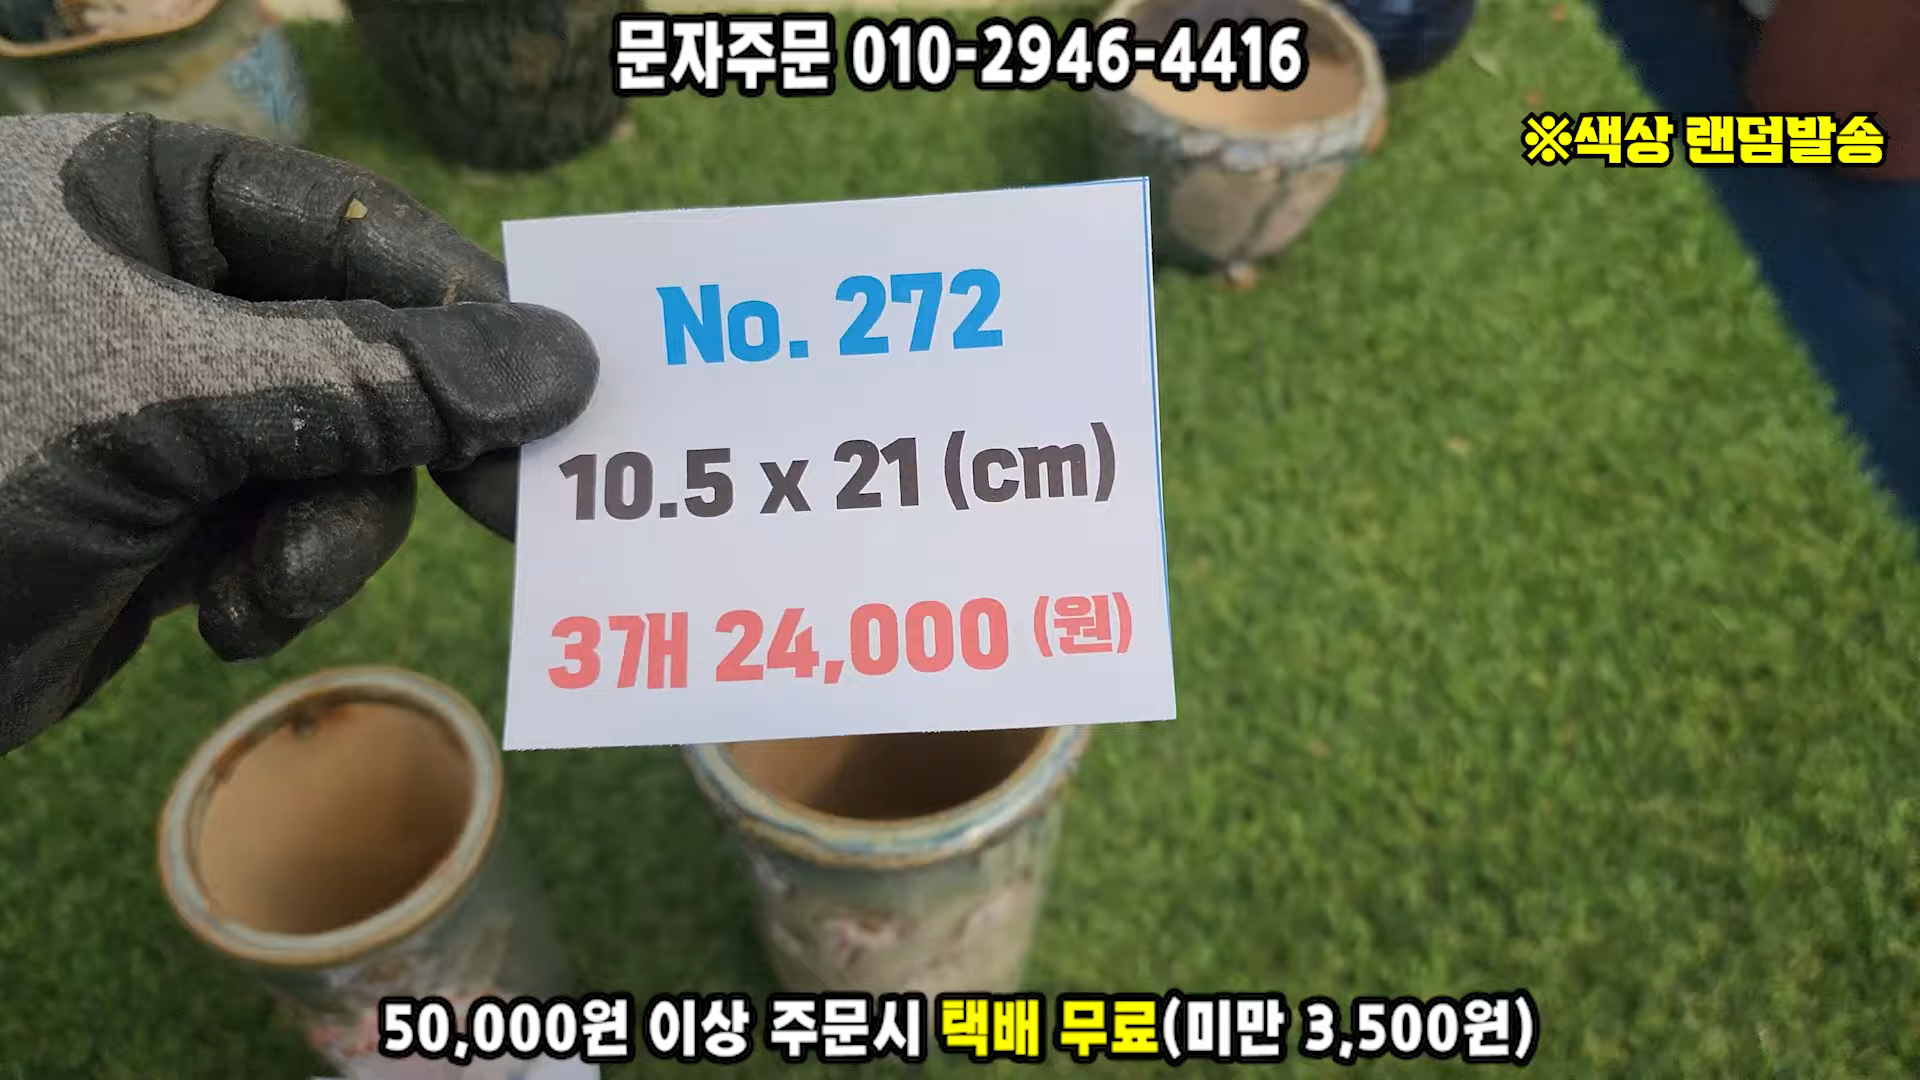 문자주문 010-2946-4416
※색상 랜덤발송
No. 272
10.5 x 21 (cm)
3개 24,000 (원)
50,000원 이상 주문시 택배 무료(미만 3,500원)